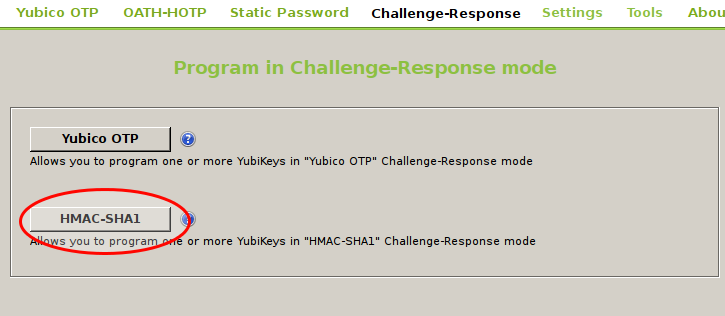 Yubico OTP OATH-HOTP Static Password Challenge-Response Settings Tools Abou
Program in Challenge-Response mode
Yubico OTP ?
Allows you to program one or more YubiKeys in "Yubico OTP" Challenge-Response mode
HMAC-SHA1 ?
Allows you to program one or more YubiKeys in "HMAC-SHA1" Challenge-Response mode